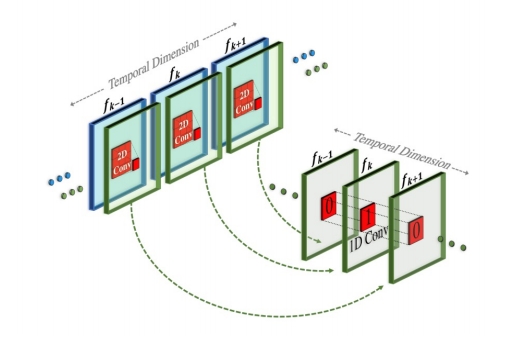 Temporal Dimension
f_{k-1}
f_k
f_{k+1}
2D
Conv
2D
Conv
2D
Conv
Temporal Dimension
f_{k-1}
f_k
f_{k+1}
0
1
0
1D Conv